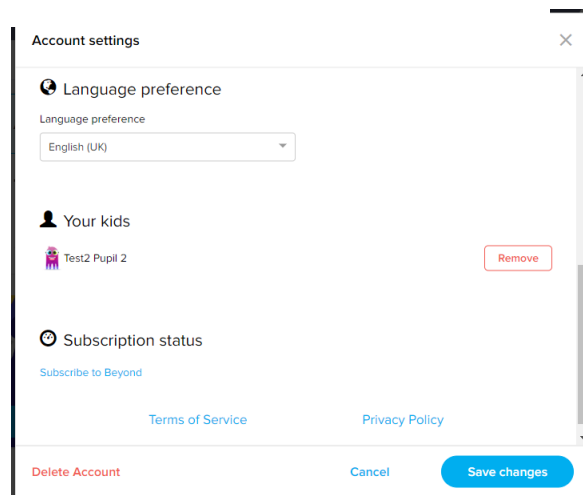 Account settings
Language preference
Language preference
English (UK)
Your kids
Test2 Pupil 2
Remove
Subscription status
Subscribe to Beyond
Terms of Service
Privacy Policy
Delete Account
Cancel
Save changes